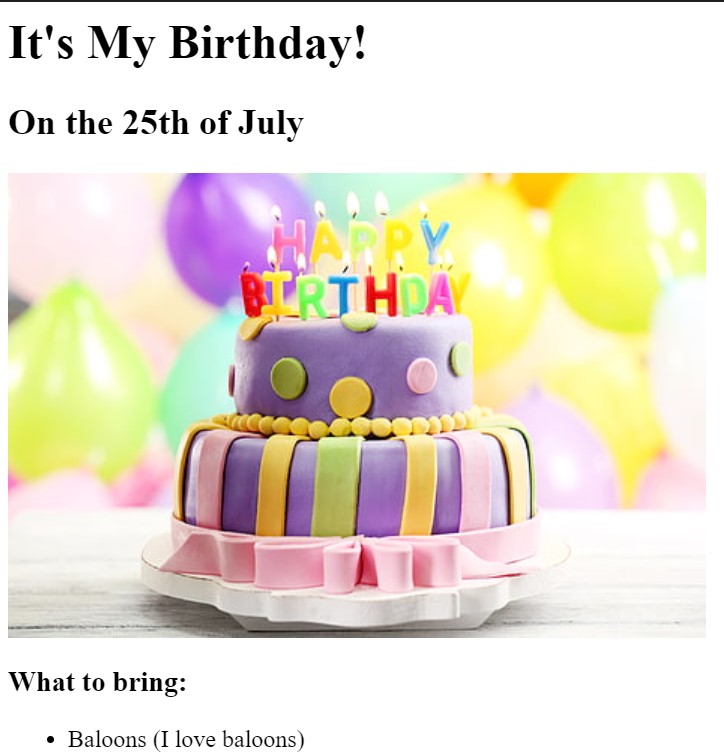 It's My Birthday!
On the 25th of July
HAPPY
BIRTHDAY
What to bring:
• Baloons (I love baloons)